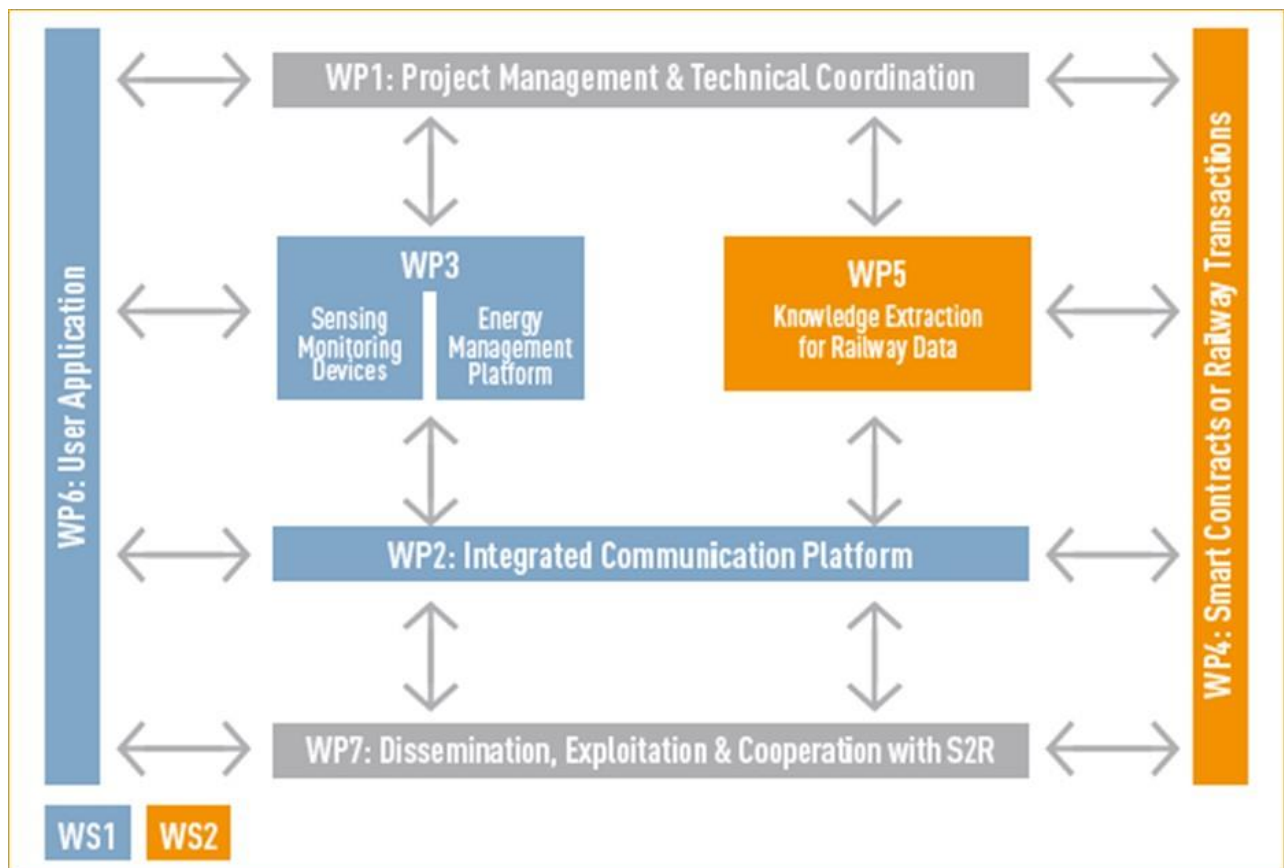 WP1: Project Management & Technical Coordination
WP6: User Application
WP4: Smart Contracts or Railway Transactions
WP3
Sensing
Monitoring
Devices
Energy
Management
Platform
WP5
Knowledge Extraction
for Railway Data
WP2: Integrated Communication Platform
WP7: Dissemination, Exploitation & Cooperation with S2R
WS1
WS2